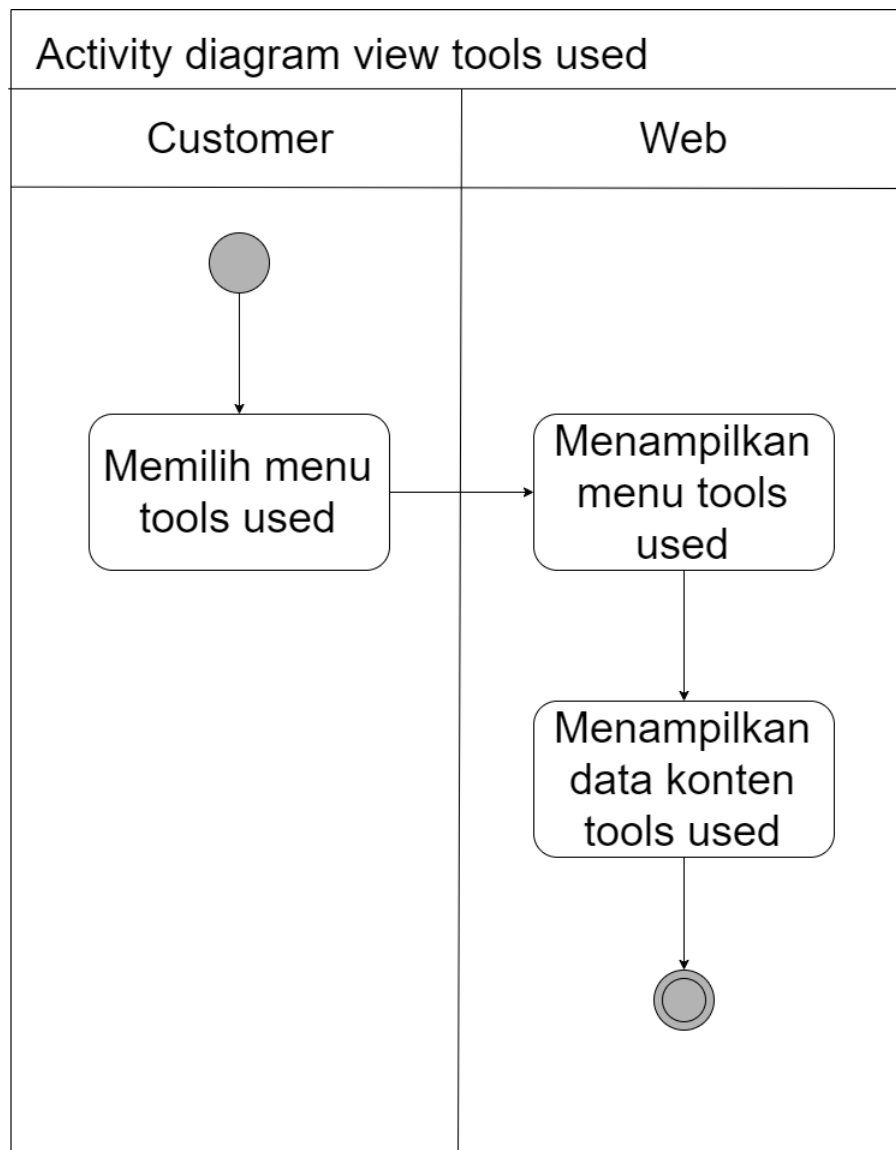 Activity diagram view tools used
Customer
Web
Memilih menu
tools used
Menampilkan
menu tools
used
Menampilkan
data konten
tools used